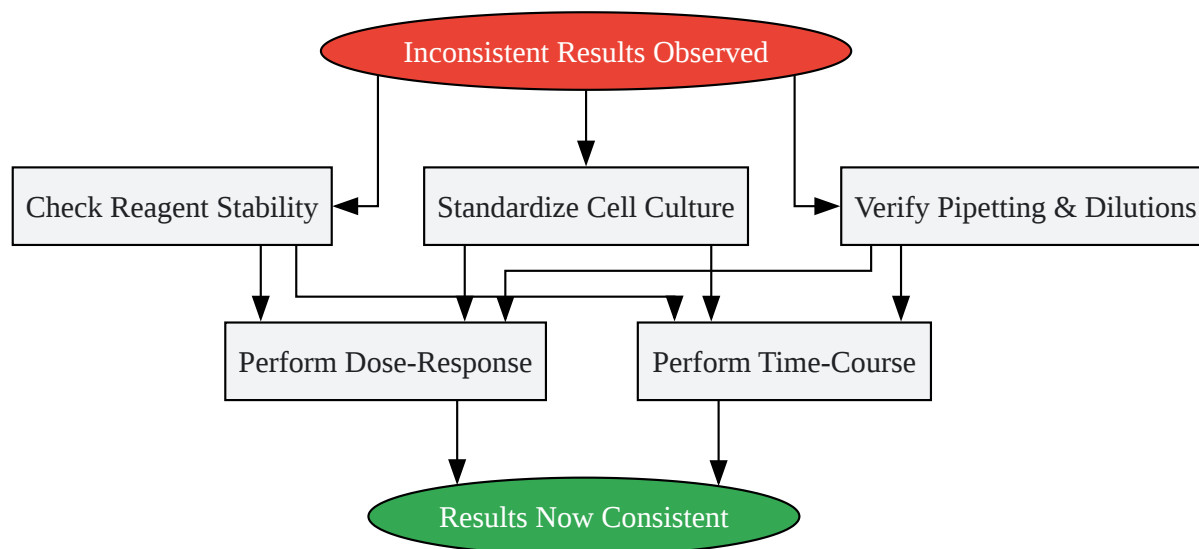 Inconsistent Results Observed
Check Reagent Stability
Standardize Cell Culture
Verify Pipetting & Dilutions
Perform Dose-Response
Perform Time-Course
Results Now Consistent